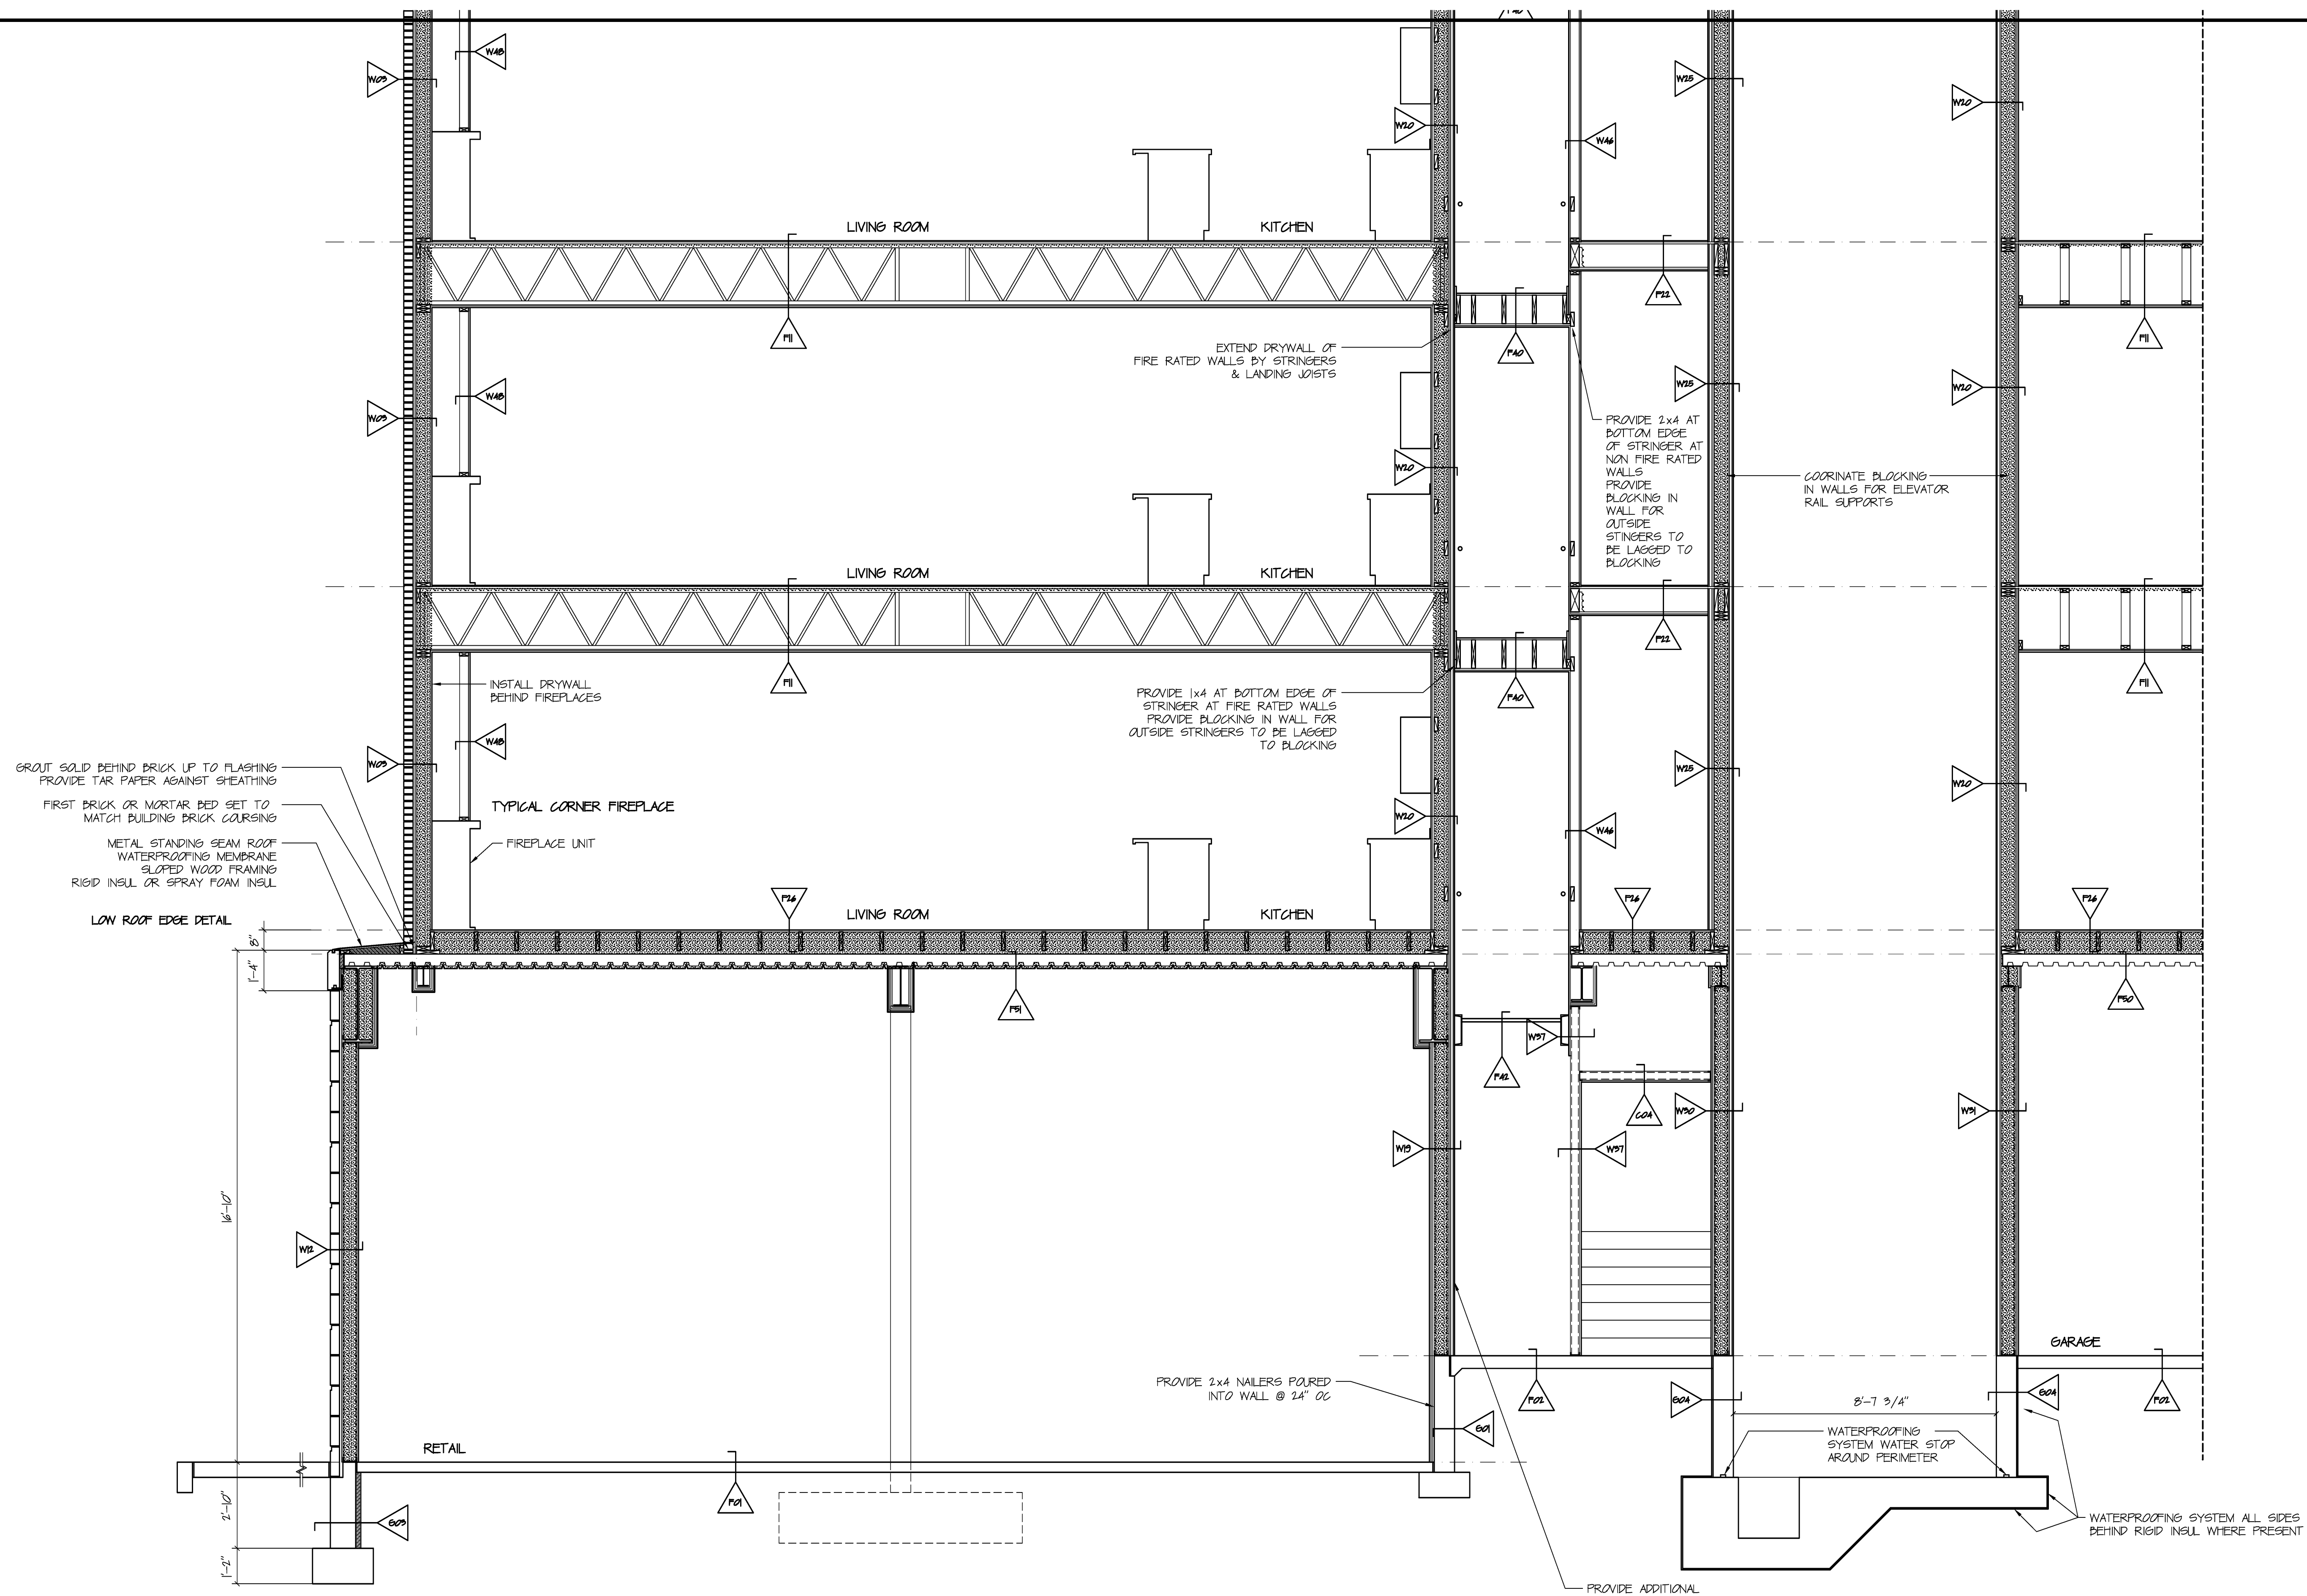 F40
W48
W03
W25
W20
W20
W46
LIVING ROOM
KITCHEN
F22
F11
F40
F11
EXTEND DRYWALL OF
FIRE RATED WALLS BY STRINGERS
& LANDING JOISTS
W48
W03
W25
W20
W20
PROVIDE 2x4 AT
BOTTOM EDGE
OF STRINGER AT
NON FIRE RATED
WALLS
PROVIDE
BLOCKING IN
WALL FOR
OUTSIDE
STINGERS TO
BE LAGGED TO
BLOCKING
COORINATE BLOCKING
IN WALLS FOR ELEVATOR
RAIL SUPPORTS
LIVING ROOM
KITCHEN
F22
F11
F40
F11
INSTALL DRYWALL
BEHIND FIREPLACES
PROVIDE 1x4 AT BOTTOM EDGE OF
STRINGER AT FIRE RATED WALLS
PROVIDE BLOCKING IN WALL FOR
OUTSIDE STRINGERS TO BE LAGGED
TO BLOCKING
W48
W03
W25
W20
GROUT SOLID BEHIND BRICK UP TO FLASHING
PROVIDE TAR PAPER AGAINST SHEATHING
FIRST BRICK OR MORTAR BED SET TO
MATCH BUILDING BRICK COURSING
TYPICAL CORNER FIREPLACE
W20
W46
METAL STANDING SEAM ROOF
WATERPROOFING MEMBRANE
SLOPED WOOD FRAMING
RIGID INSUL OR SPRAY FOAM INSUL
FIREPLACE UNIT
LOW ROOF EDGE DETAIL
F26
F26
F26
LIVING ROOM
KITCHEN
8"
1'-4"
F51
F50
W37
F42
C04
W30
W31
W19
W37
16'-10"
W12
GARAGE
PROVIDE 2x4 NAILERS POURED
INTO WALL @ 24" OC
F02
G04
8'-7 3/4"
G04
F02
RETAIL
G01
WATERPROOFING
SYSTEM WATER STOP
AROUND PERIMETER
F01
2'-10"
G03
WATERPROOFING SYSTEM ALL SIDES
BEHIND RIGID INSUL WHERE PRESENT
1'-2"
PROVIDE ADDITIONAL